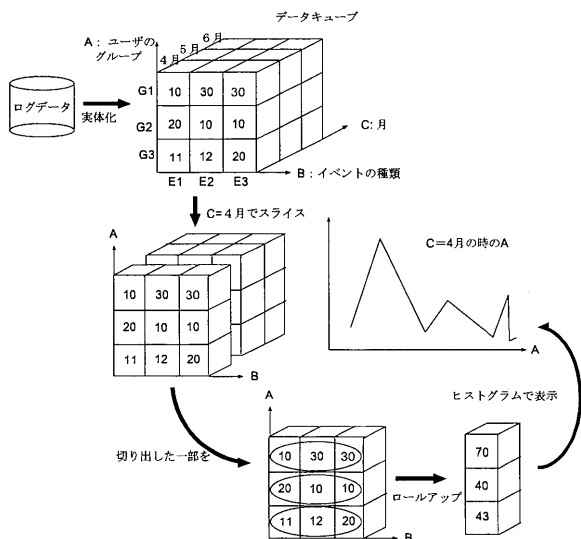 データキューブ
A：ユーザの
グループ
4月
5月
6月
ログデータ
実体化
G1
10 30 30
G2
20 10 10
G3
11 12 20
E1 E2 E3
C:月
B：イベントの種類
C=４月でスライス
A
10 30 30
20 10 10
11 12 20
B
C＝4月の時のA
A
ヒストグラムで表示
切り出した一部を
A
10 30 30
20 10 10
11 12 20
B
ロールアップ
70
40
43